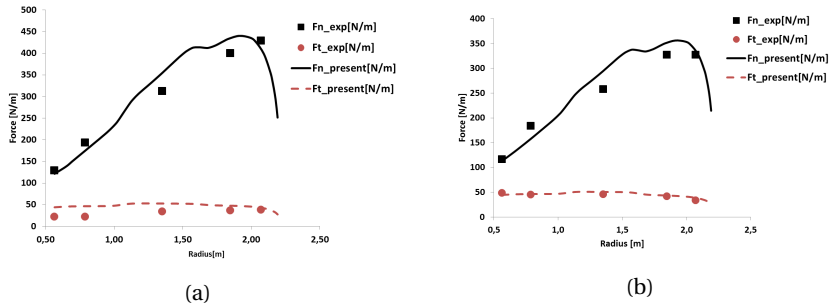 500
450
400
350
300
250
200
150
100
50
0
Force [N/m]
0,50
1,00
1,50
2,00
2,50
Radius[m]
Fn_exp[N/m]
Ft_exp[N/m]
Fn_present[N/m]
Ft_present[N/m]
(a)
400
350
300
250
200
150
100
50
0
Force [N/m]
0,5
1,0
1,5
2,0
2,5
Radius[m]
Fn_exp[N/m]
Ft_exp[N/m]
Fn_present[N/m]
Ft_present[N/m]
(b)